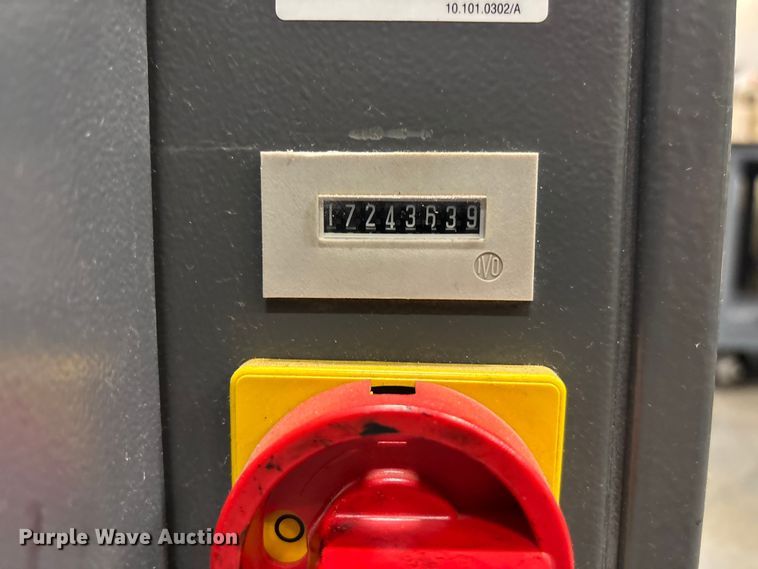 10.101.0302/A
17243639
IVO
O
Purple Wave Auction®